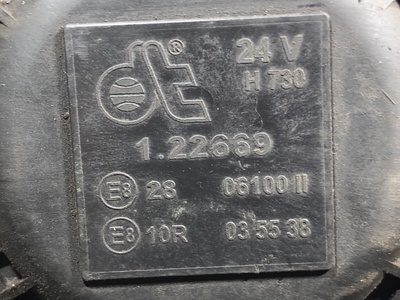 dt® 24 V
H 730
1.22669
E8 28 06100 II
E8 10R 03 55 38